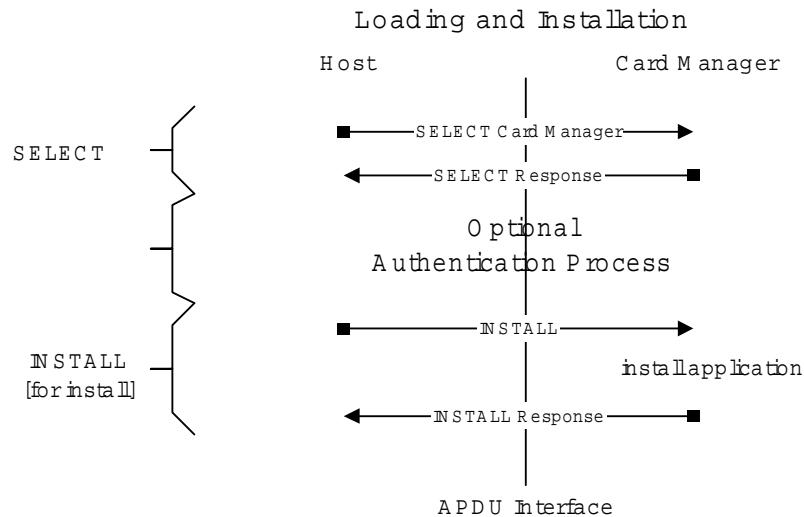 Loading and Installation
Host
Card Manager
SELECT Card Manager
SELECT
SELECT Response
Optional
Authentication Process
INSTALL
INSTALL
[for install]
install application
INSTALL Response
APDU Interface